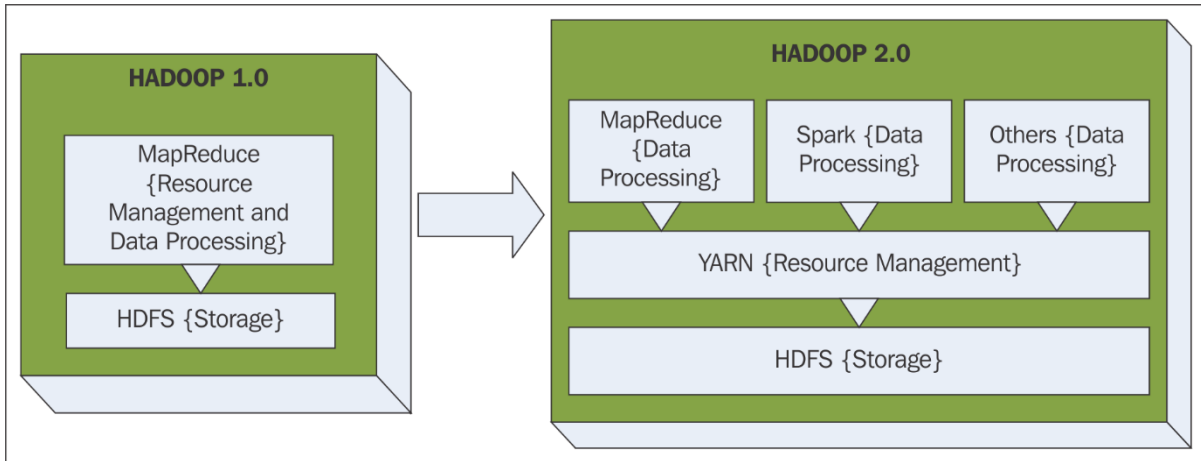 HADOOP 1.0
MapReduce
{Resource
Management and
Data Processing}
HDFS {Storage}
HADOOP 2.0
MapReduce
{Data
Processing}
Spark {Data
Processing}
Others {Data
Processing}
YARN {Resource Management}
HDFS {Storage}